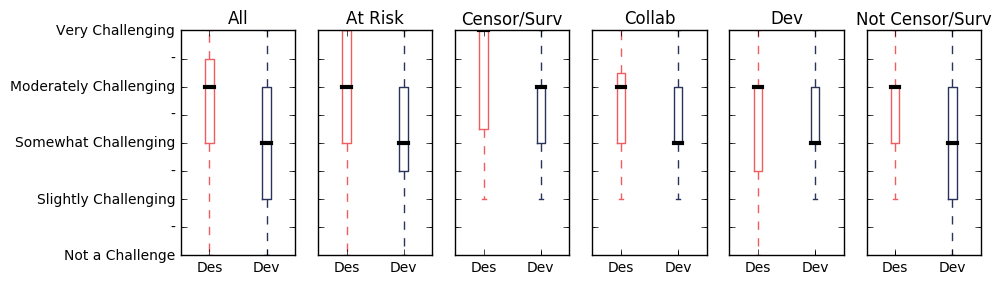 All At Risk Censor/Surv Collab Dev Not Censor/Surv
Very Challenging
-
Moderately Challenging
-
Somewhat Challenging
-
Slightly Challenging
-
Not a Challenge
Des Dev Des Dev Des Dev Des Dev Des Dev Des Dev